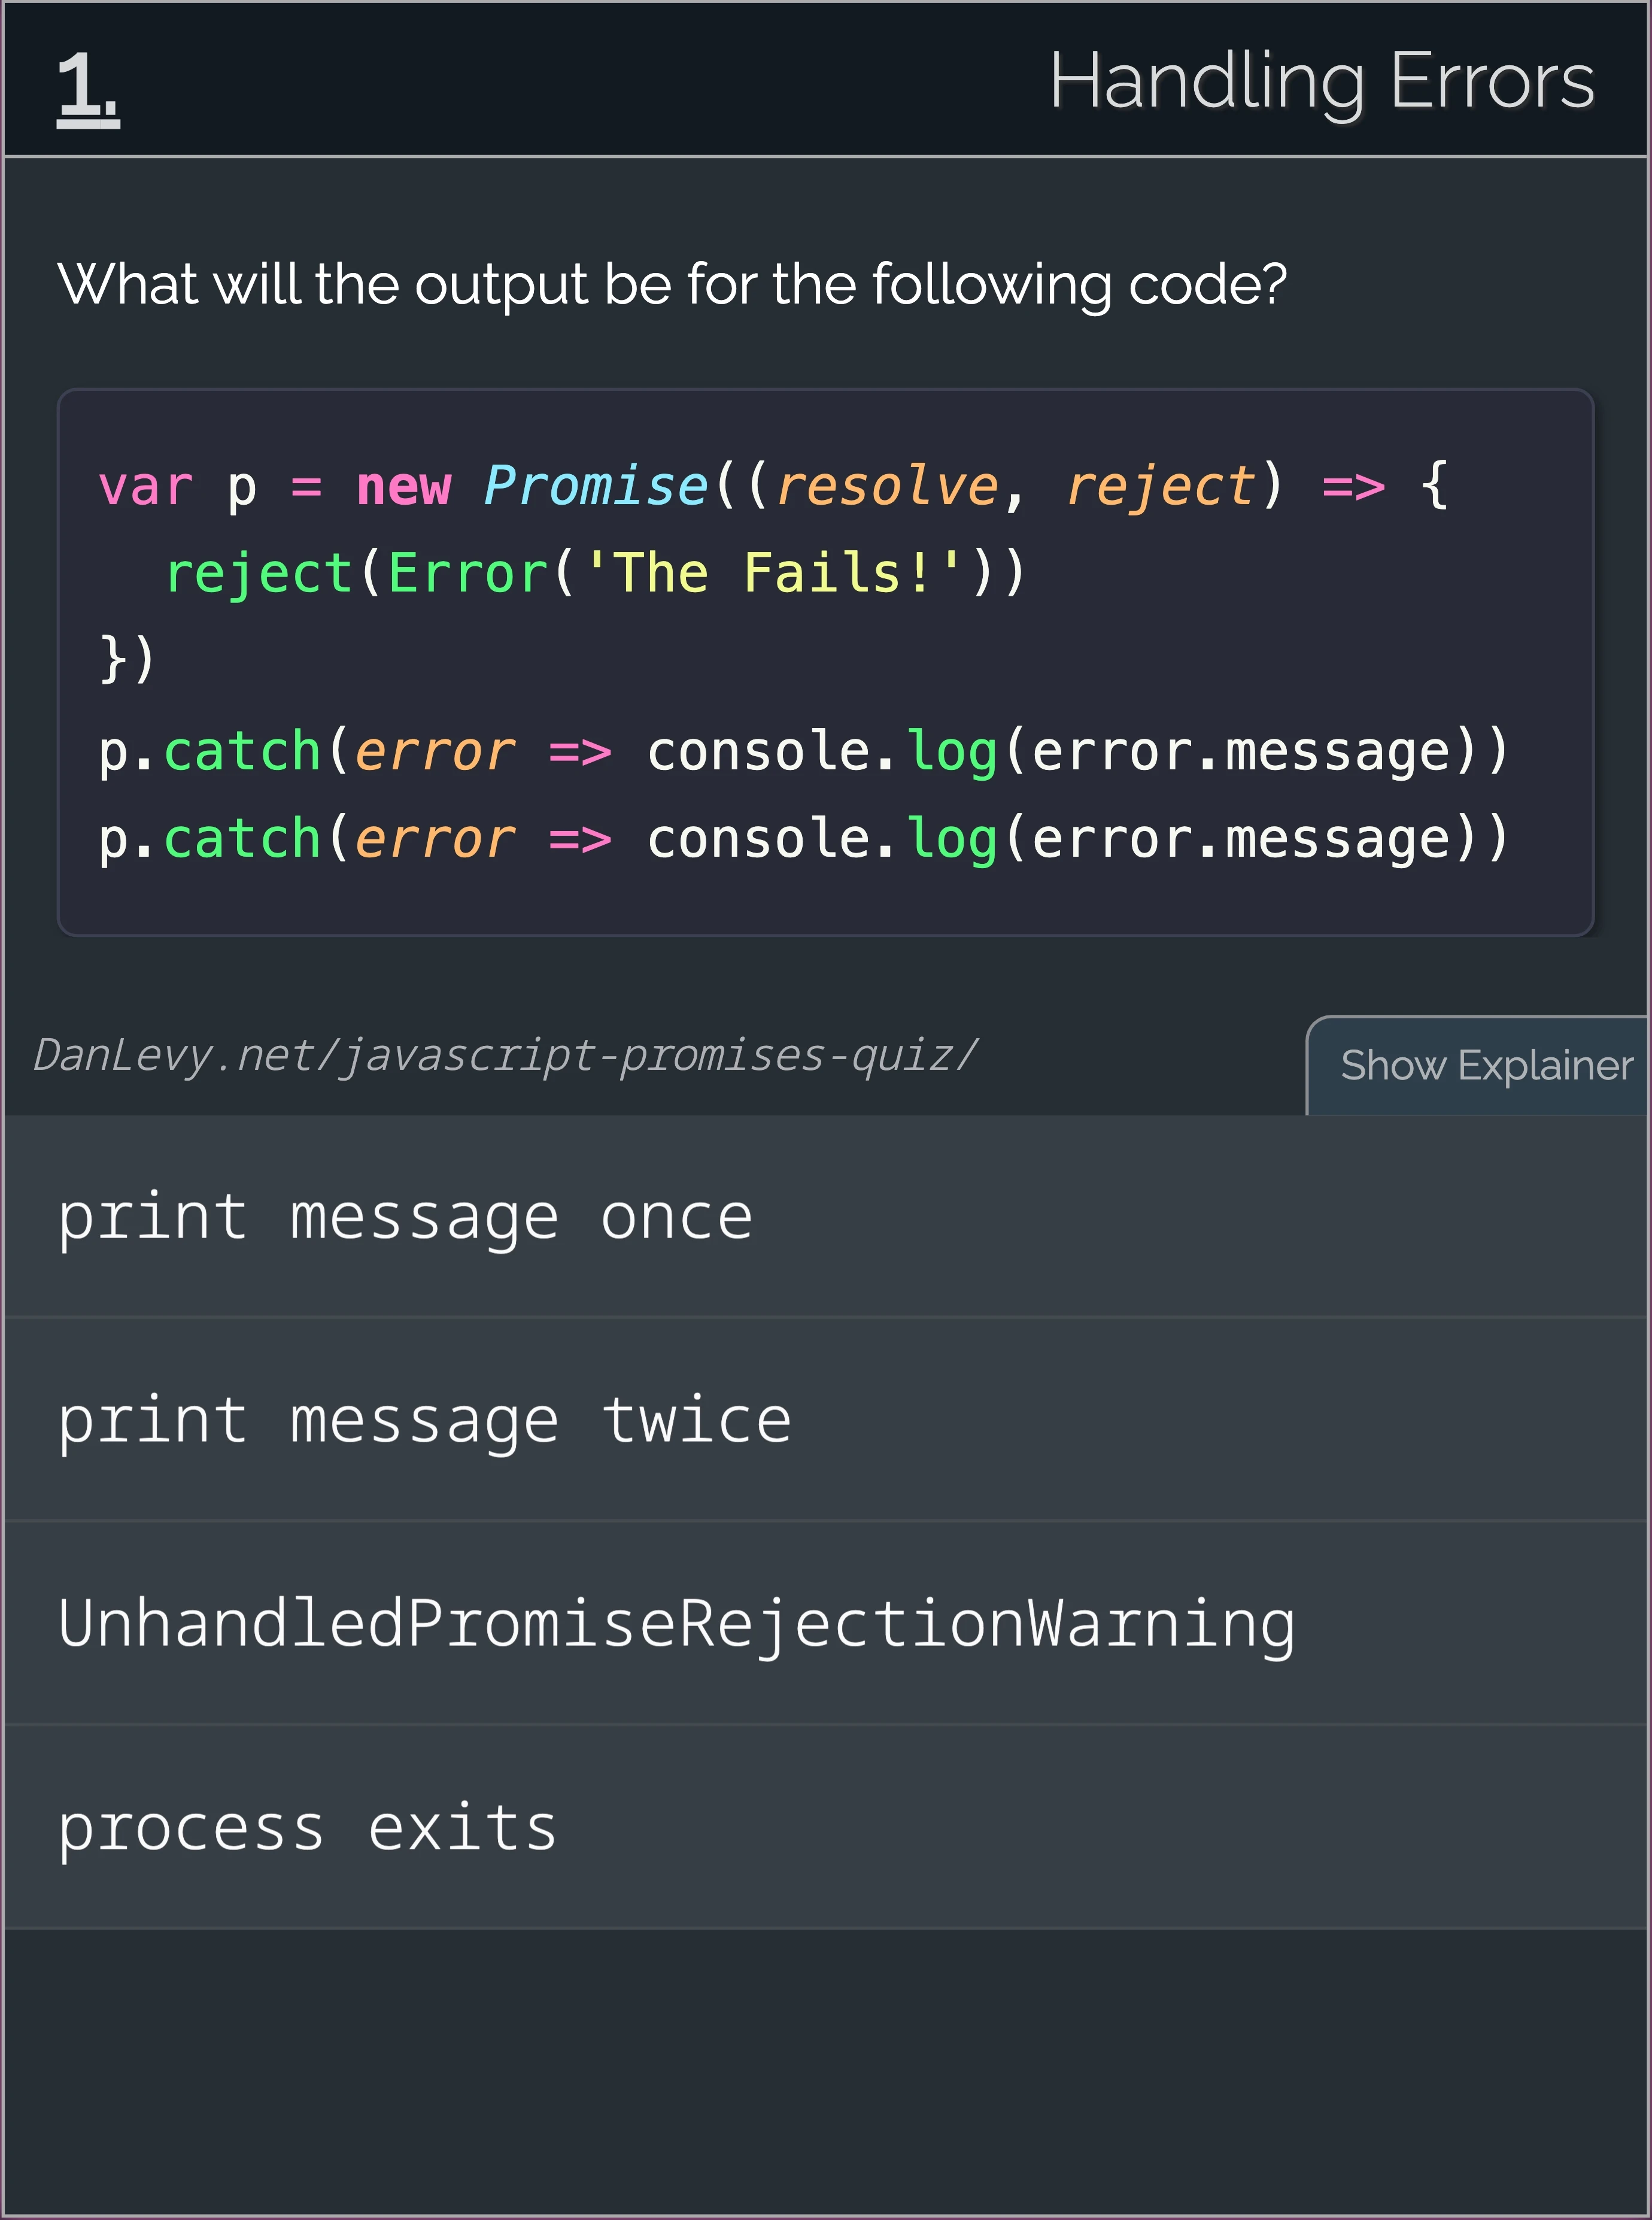 1.
Handling Errors
What will the output be for the following code?
var p = new Promise((resolve, reject) => {
  reject(Error('The Fails!'))
})
p.catch(error => console.log(error.message))
p.catch(error => console.log(error.message))
DanLevy.net/javascript-promises-quiz/
Show Explainer
print message once
print message twice
UnhandledPromiseRejectionWarning
process exits